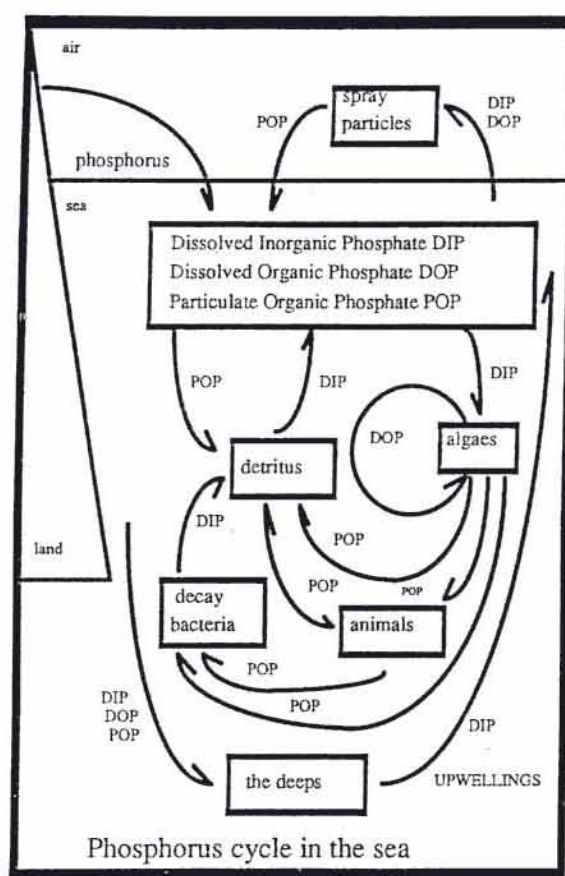 air
spray
particles
DIP
DOP
POP
phosphorus
sea
Dissolved Inorganic Phosphate DIP
Dissolved Organic Phosphate DOP
Particulate Organic Phosphate POP
POP
DIP
DIP
DOP
algaes
detritus
DIP
POP
land
POP
POP
decay
bacteria
animals
POP
POP
DIP
DOP
POP
DIP
the deeps
UPWELLINGS
Phosphorus cycle in the sea